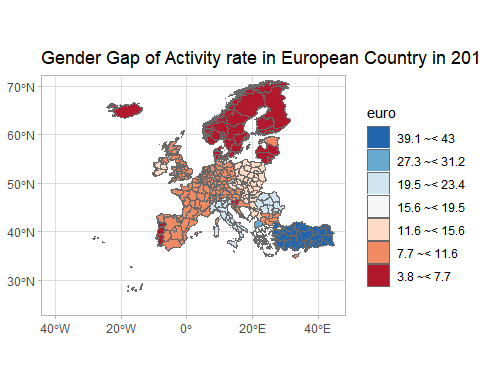 Gender Gap of Activity rate in European Country in 201
euro
39.1 ~< 43
27.3 ~< 31.2
19.5 ~< 23.4
15.6 ~< 19.5
11.6 ~< 15.6
7.7 ~< 11.6
3.8 ~< 7.7
70°N
60°N
50°N
40°N
30°N
40°W
20°W
0°
20°E
40°E